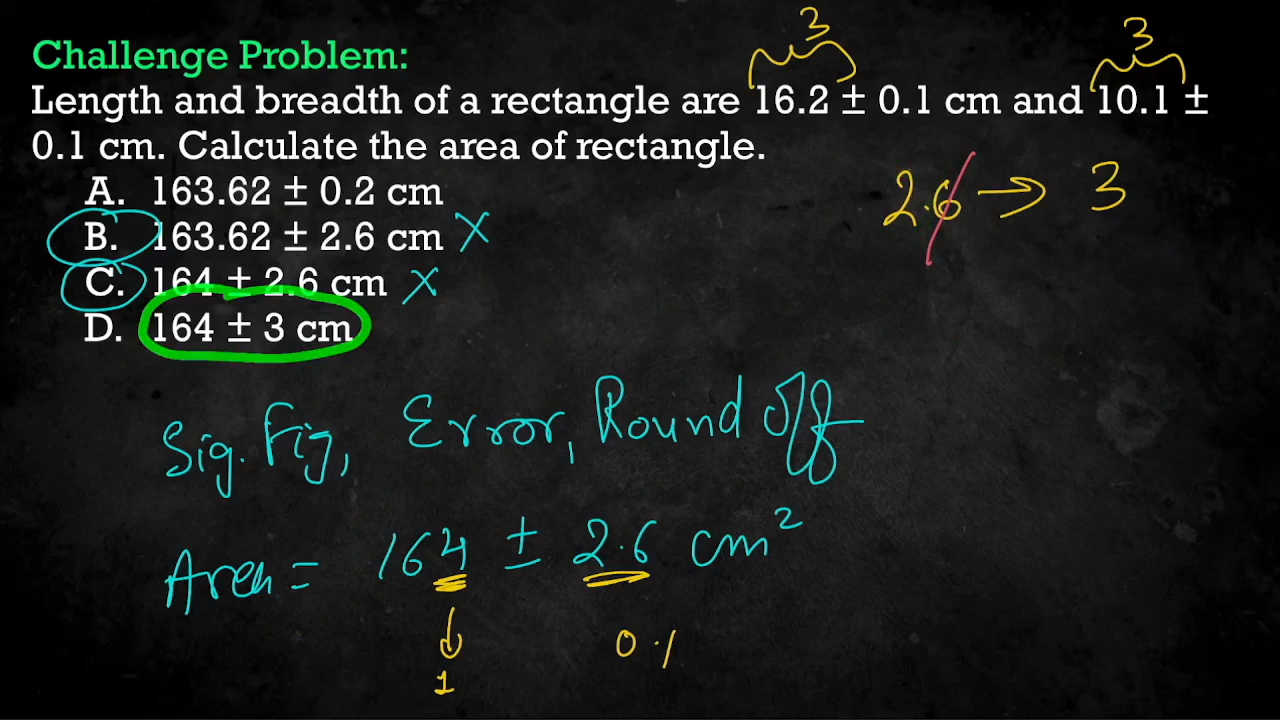 3 3
Challenge Problem:
Length and breadth of a rectangle are 16.2 ± 0.1 cm and 10.1 ±
0.1 cm. Calculate the area of rectangle.
2.6 → 3
A. 163.62 ± 0.2 cm
B. 163.62 ± 2.6 cm X
C. 164 ± 2.6 cm X
D. 164 ± 3 cm
Sig. Fig, Error, Round Off
Area = 164 ± 2.6 cm²
↓ 0.1
1